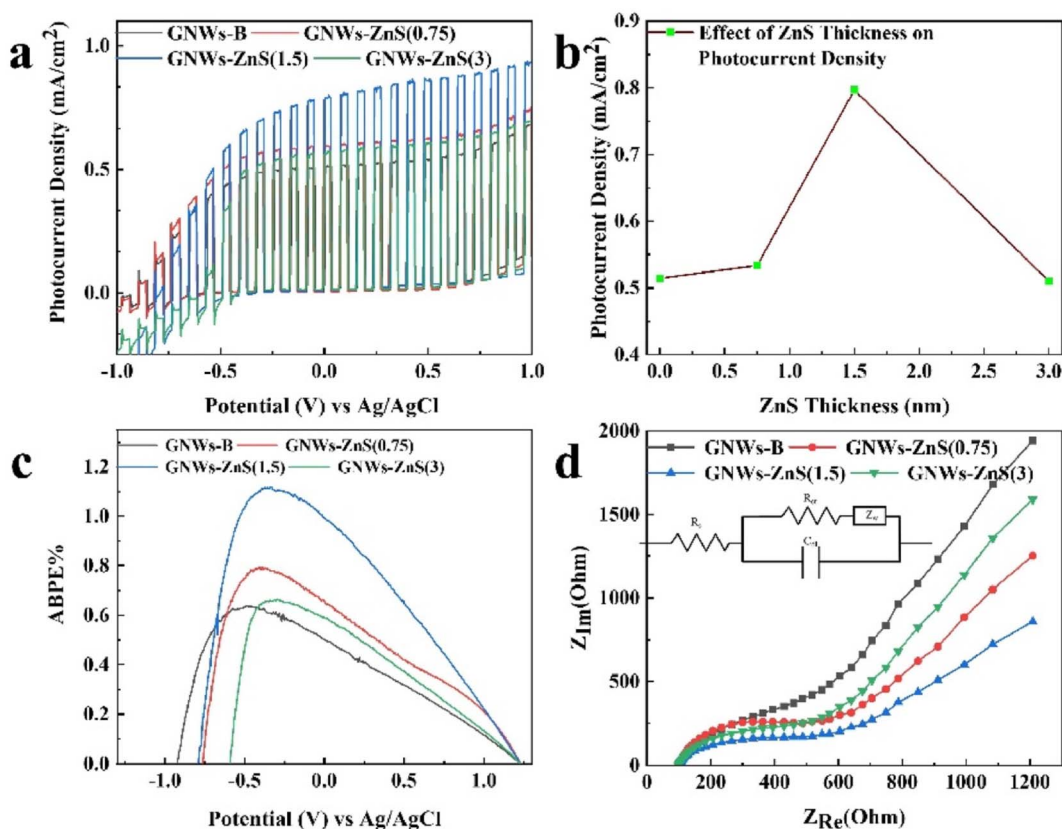 a
GNWs-B GNWs-ZnS(0.75)
GNWs-ZnS(1.5) GNWs-ZnS(3)
1.0
0.5
0.0
Photocurrent Density (mA/cm²)
-1.0 -0.5 0.0 0.5 1.0
Potential (V) vs Ag/AgCl
b
Effect of ZnS Thickness on
Photocurrent Density
0.9
0.8
0.7
0.6
0.5
0.4
Photocurrent Density (mA/cm²)
0.0 0.5 1.0 1.5 2.0 2.5 3.0
ZnS Thickness (nm)
c
GNWs-B GNWs-ZnS(0.75)
GNWs-ZnS(1.5) GNWs-ZnS(3)
1.2
1.0
0.8
0.6
0.4
0.2
0.0
ABPE%
-1.0 -0.5 0.0 0.5 1.0
Potential (V) vs Ag/AgCl
d
GNWs-B GNWs-ZnS(0.75)
GNWs-ZnS(1.5) GNWs-ZnS(3)
2000
1500
1000
500
0
Z_Im(Ohm)
0 200 400 600 800 1000 1200
Z_Re(Ohm)